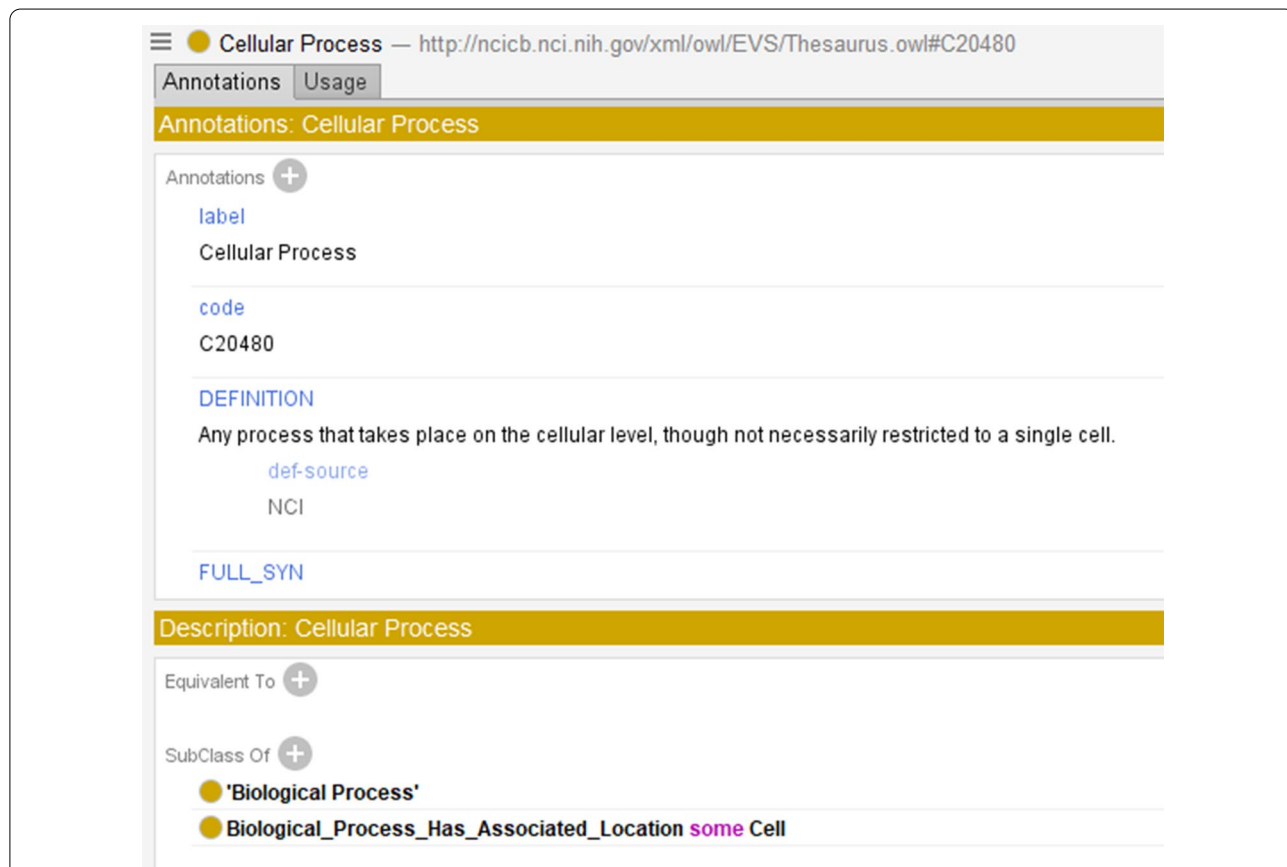 Cellular Process — http://ncicb.nci.nih.gov/xml/owl/EVS/Thesaurus.owl#C20480
Annotations Usage
Annotations: Cellular Process
Annotations
label
Cellular Process
code
C20480
DEFINITION
Any process that takes place on the cellular level, though not necessarily restricted to a single cell.
def-source
NCI
FULL_SYN
Description: Cellular Process
Equivalent To
SubClass Of
'Biological Process'
Biological_Process_Has_Associated_Location some Cell